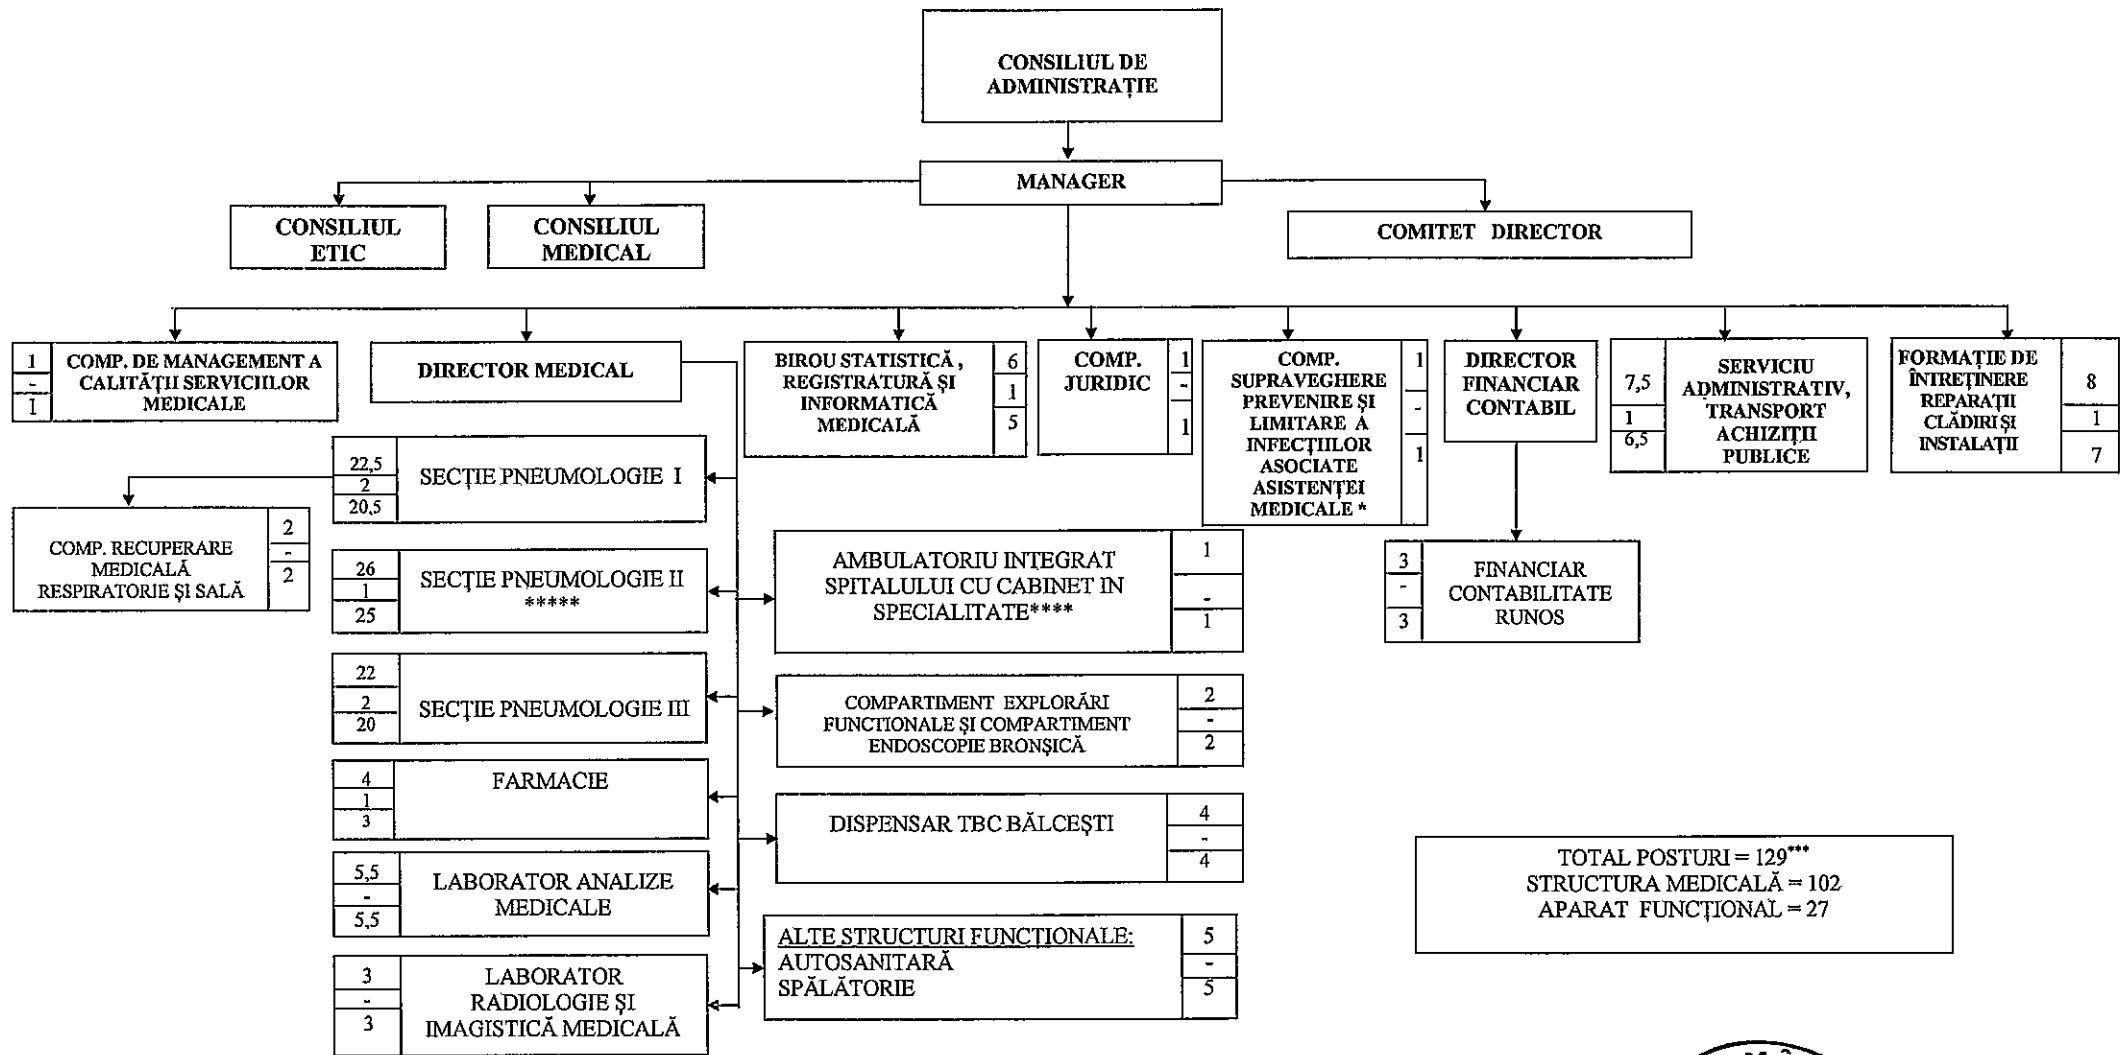 CONSILIUL DE
ADMINISTRAȚIE
MANAGER
CONSILIUL
ETIC
CONSILIUL
MEDICAL
COMITET DIRECTOR
1
-
1
COMP. DE MANAGEMENT A
CALITĂȚII SERVICIILOR
MEDICALE
DIRECTOR MEDICAL
BIROU STATISTICĂ ,
REGISTRATURĂ ȘI
INFORMATICĂ
MEDICALĂ
6
1
5
COMP.
JURIDIC
1
-
1
COMP.
SUPRAVEGHERE
PREVENIRE ȘI
LIMITARE A
INFECȚIILOR
ASOCIATE
ASISTENȚEI
MEDICALE *
1
-
1
DIRECTOR
FINANCIAR
CONTABIL
7,5
1
6,5
SERVICIU
ADMINISTRATIV,
TRANSPORT
ACHIZIȚII
PUBLICE
FORMAȚIE DE
ÎNTREȚINERE
REPARAȚII
CLĂDIRI ȘI
INSTALAȚII
8
1
7
22,5
2
20,5
SECȚIE PNEUMOLOGIE I
COMP. RECUPERARE
MEDICALĂ
RESPIRATORIE ȘI SALĂ
2
-
2
26
1
25
SECȚIE PNEUMOLOGIE II
*****
AMBULATORIU INTEGRAT
SPITALULUI CU CABINET IN
SPECIALITATE****
1
-
1
3
-
3
FINANCIAR
CONTABILITATE
RUNOS
22
2
20
SECȚIE PNEUMOLOGIE III
COMPARTIMENT EXPLORĂRI
FUNCTIONALE ȘI COMPARTIMENT
ENDOSCOPIE BRONȘICĂ
2
-
2
4
1
3
FARMACIE
DISPENSAR TBC BĂLCEȘTI
4
-
4
5,5
-
5,5
LABORATOR ANALIZE
MEDICALE
ALTE STRUCTURI FUNCTIONALE:
AUTOSANITARĂ
SPĂLĂTORIE
5
-
5
3
-
3
LABORATOR
RADIOLOGIE ȘI
IMAGISTICĂ MEDICALĂ
TOTAL POSTURI = 129***
STRUCTURA MEDICALĂ = 102
APARAT FUNCȚIONAL = 27